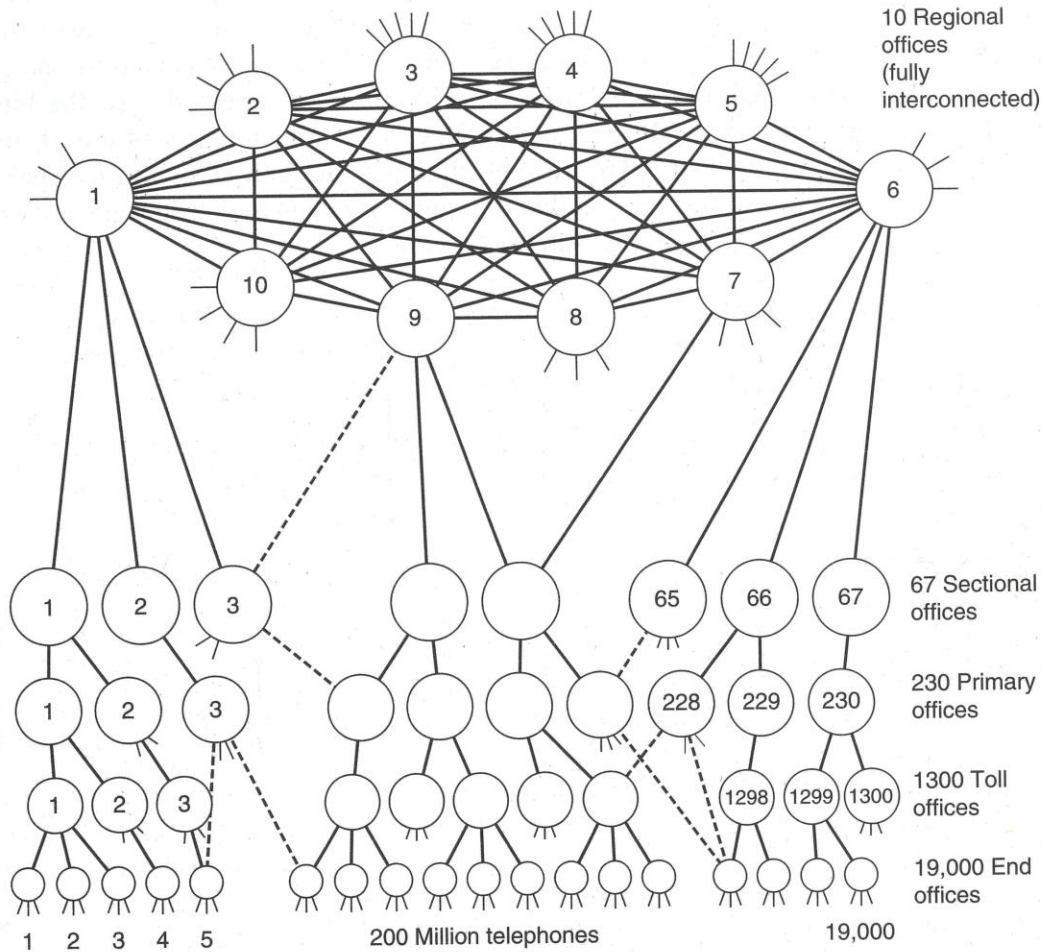 10 Regional
offices
(fully
interconnected)
3
4
2
5
1
6
10
7
9
8
1
2
3
65
66
67
67 Sectional
offices
1
2
3
228
229
230
230 Primary
offices
1
2
3
1298
1299
1300
1300 Toll
offices
19,000 End
offices
1
2
3
4
5
200 Million telephones
19,000